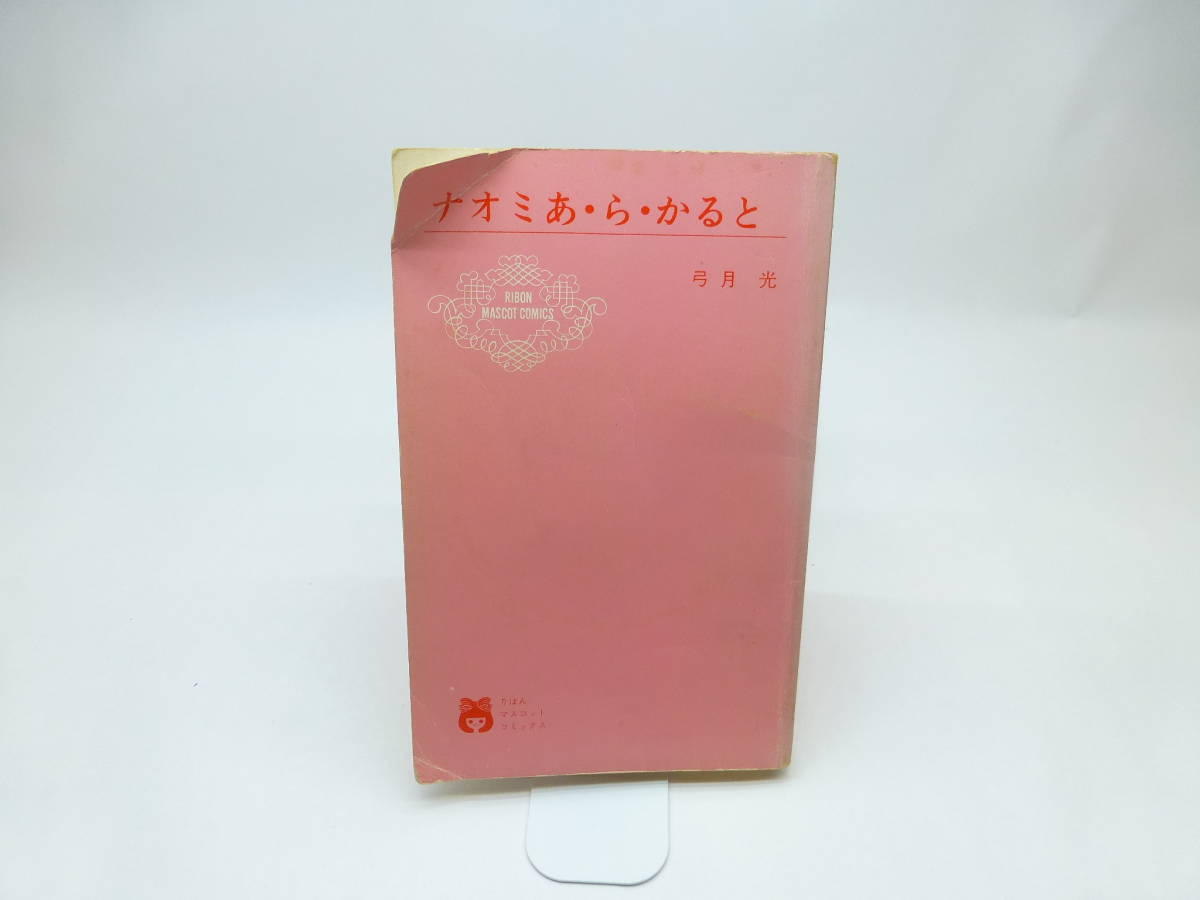 ナオミあ・ら・かると
弓月 光
RIBON
MASCOT COMICS
りぼん
マスコット
コミックス